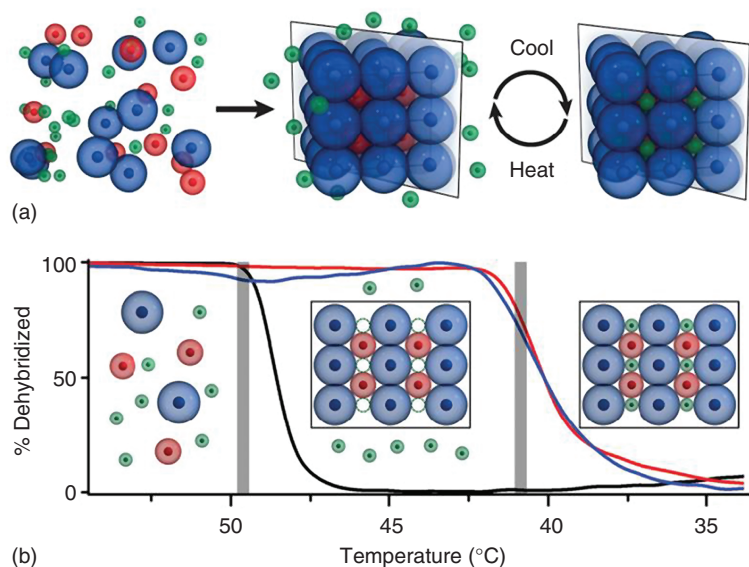 Cool
Heat
(a)
100
50
0
% Dehybridized
50
45
40
35
(b)
Temperature (°C)